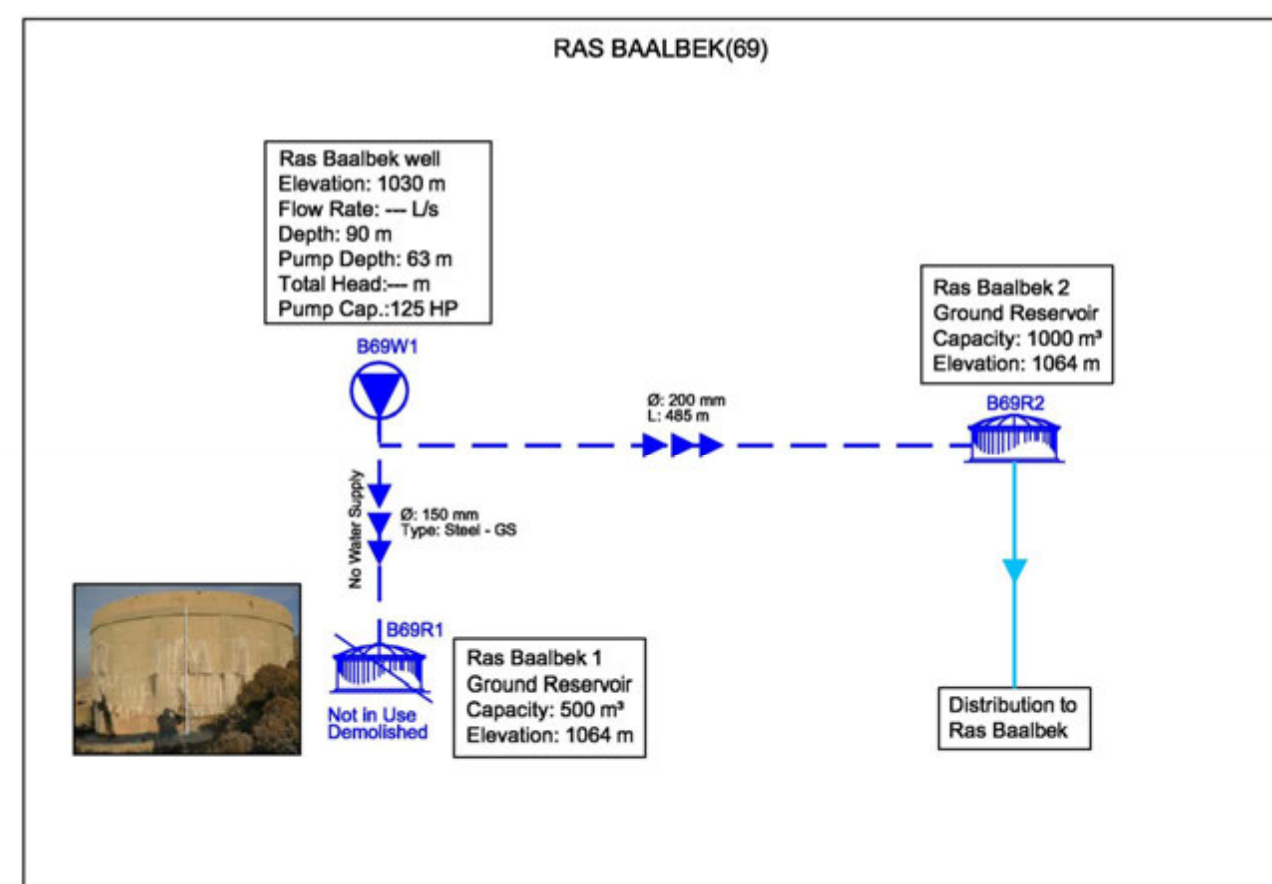 RAS BAALBEK(69)
Ras Baalbek well
Elevation: 1030 m
Flow Rate: --- L/s
Depth: 90 m
Pump Depth: 63 m
Total Head:--- m
Pump Cap.:125 HP
B69W1
Ras Baalbek 2
Ground Reservoir
Capacity: 1000 m³
Elevation: 1064 m
B69R2
Ø: 200 mm
L: 485 m
No Water Supply
Ø: 150 mm
Type: Steel - GS
B69R1
Not in Use
Demolished
Ras Baalbek 1
Ground Reservoir
Capacity: 500 m³
Elevation: 1064 m
Distribution to
Ras Baalbek